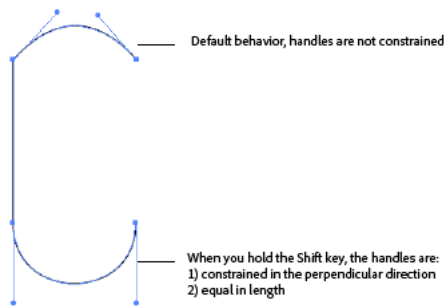 Default behavior, handles are not constrained
When you hold the Shift key, the handles are:
1) constrained in the perpendicular direction
2) equal in length